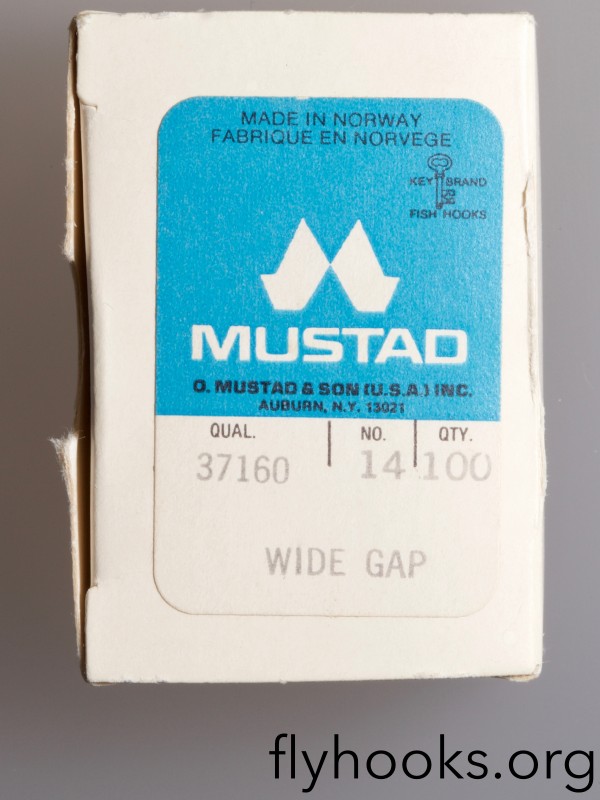 MADE IN NORWAY
FABRIQUE EN NORVEGE
KEY BRAND
FISH HOOKS
MUSTAD
O. MUSTAD & SON (U.S.A.) INC.
AUBURN, N.Y. 13021
QUAL. NO. QTY.
37160 14 100
WIDE GAP
flyhooks.org